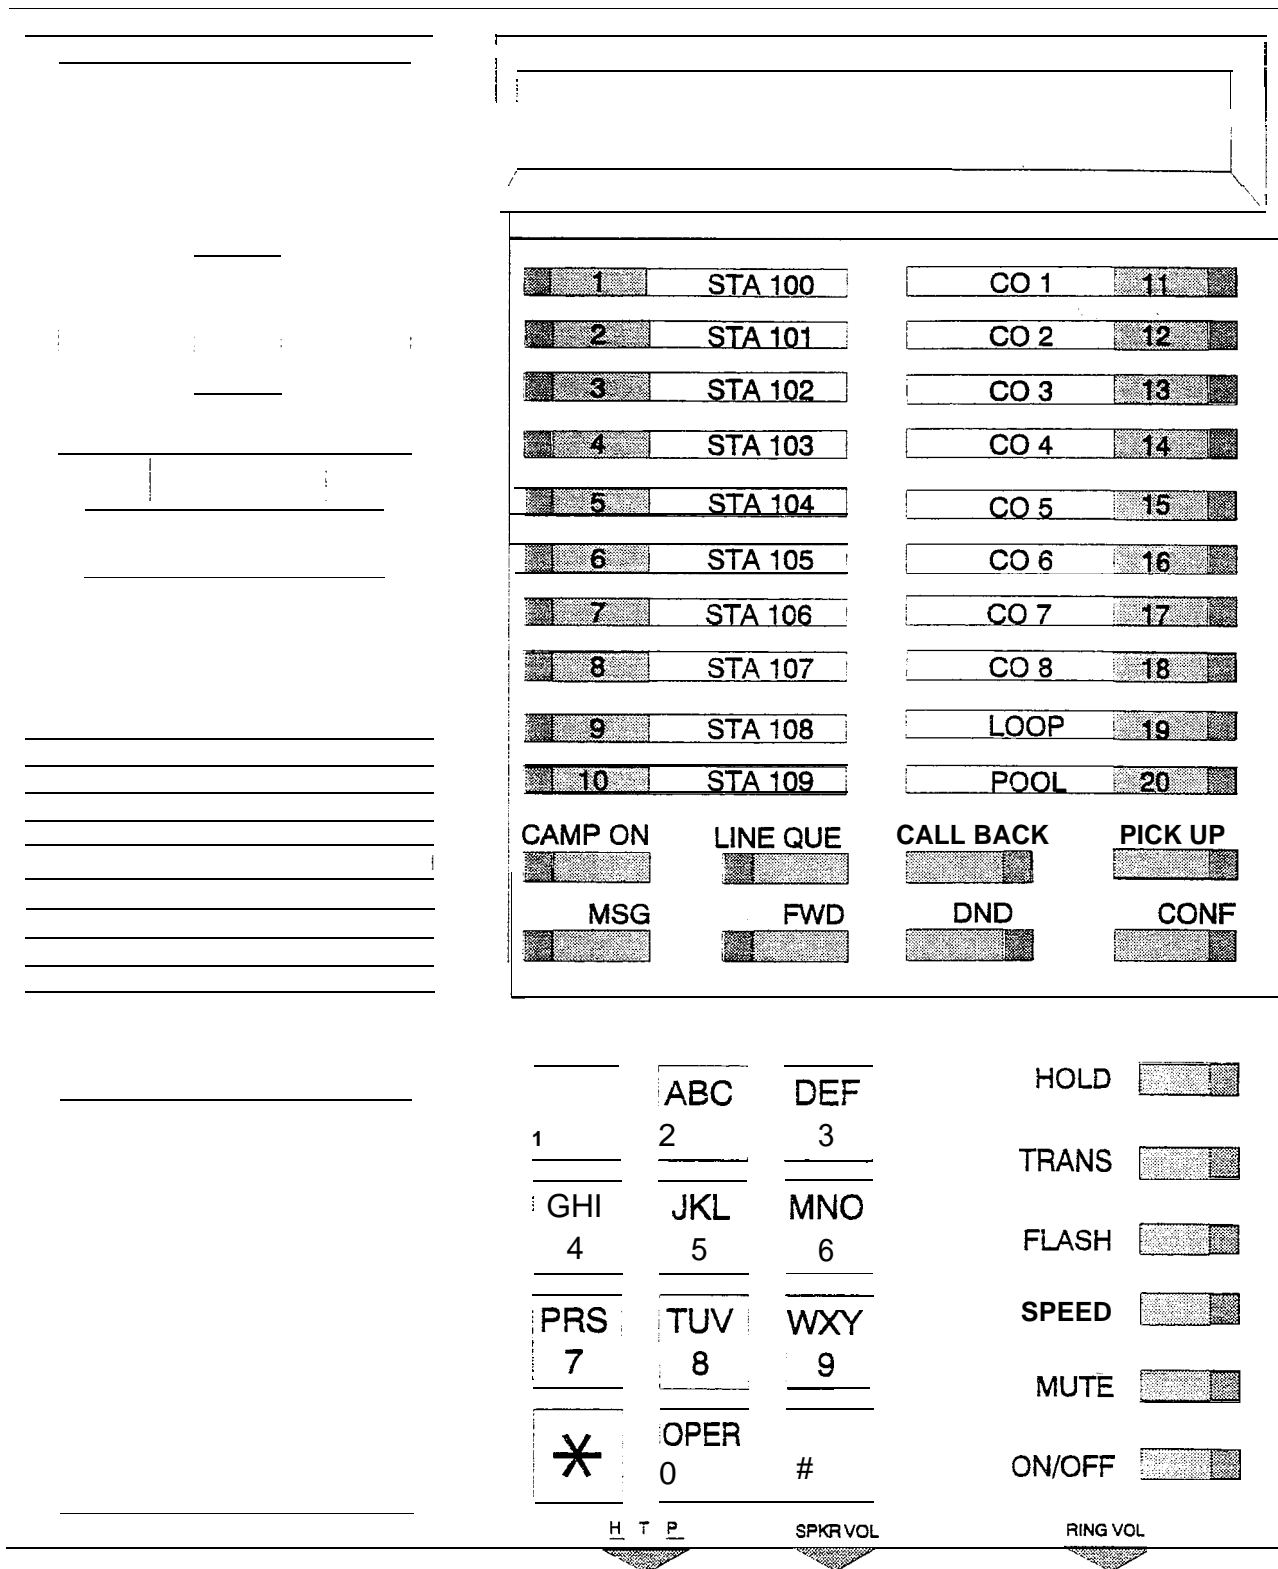 1 STA 100 CO 1 11
2 STA 101 CO 2 12
3 STA 102 CO 3 13
4 STA 103 CO 4 14
5 STA 104 CO 5 15
6 STA 105 CO 6 16
7 STA 106 CO 7 17
8 STA 107 CO 8 18
9 STA 108 LOOP 19
10 STA 109 POOL 20
CAMP ON LINE QUE CALL BACK PICK UP
MSG FWD DND CONF
ABC DEF HOLD
1 2 3
TRANS
GHI JKL MNO
4 5 6 FLASH
PRS TUV WXY SPEED
7 8 9
MUTE
* OPER
0 # ON/OFF
H T P SPKR VOL RING VOL